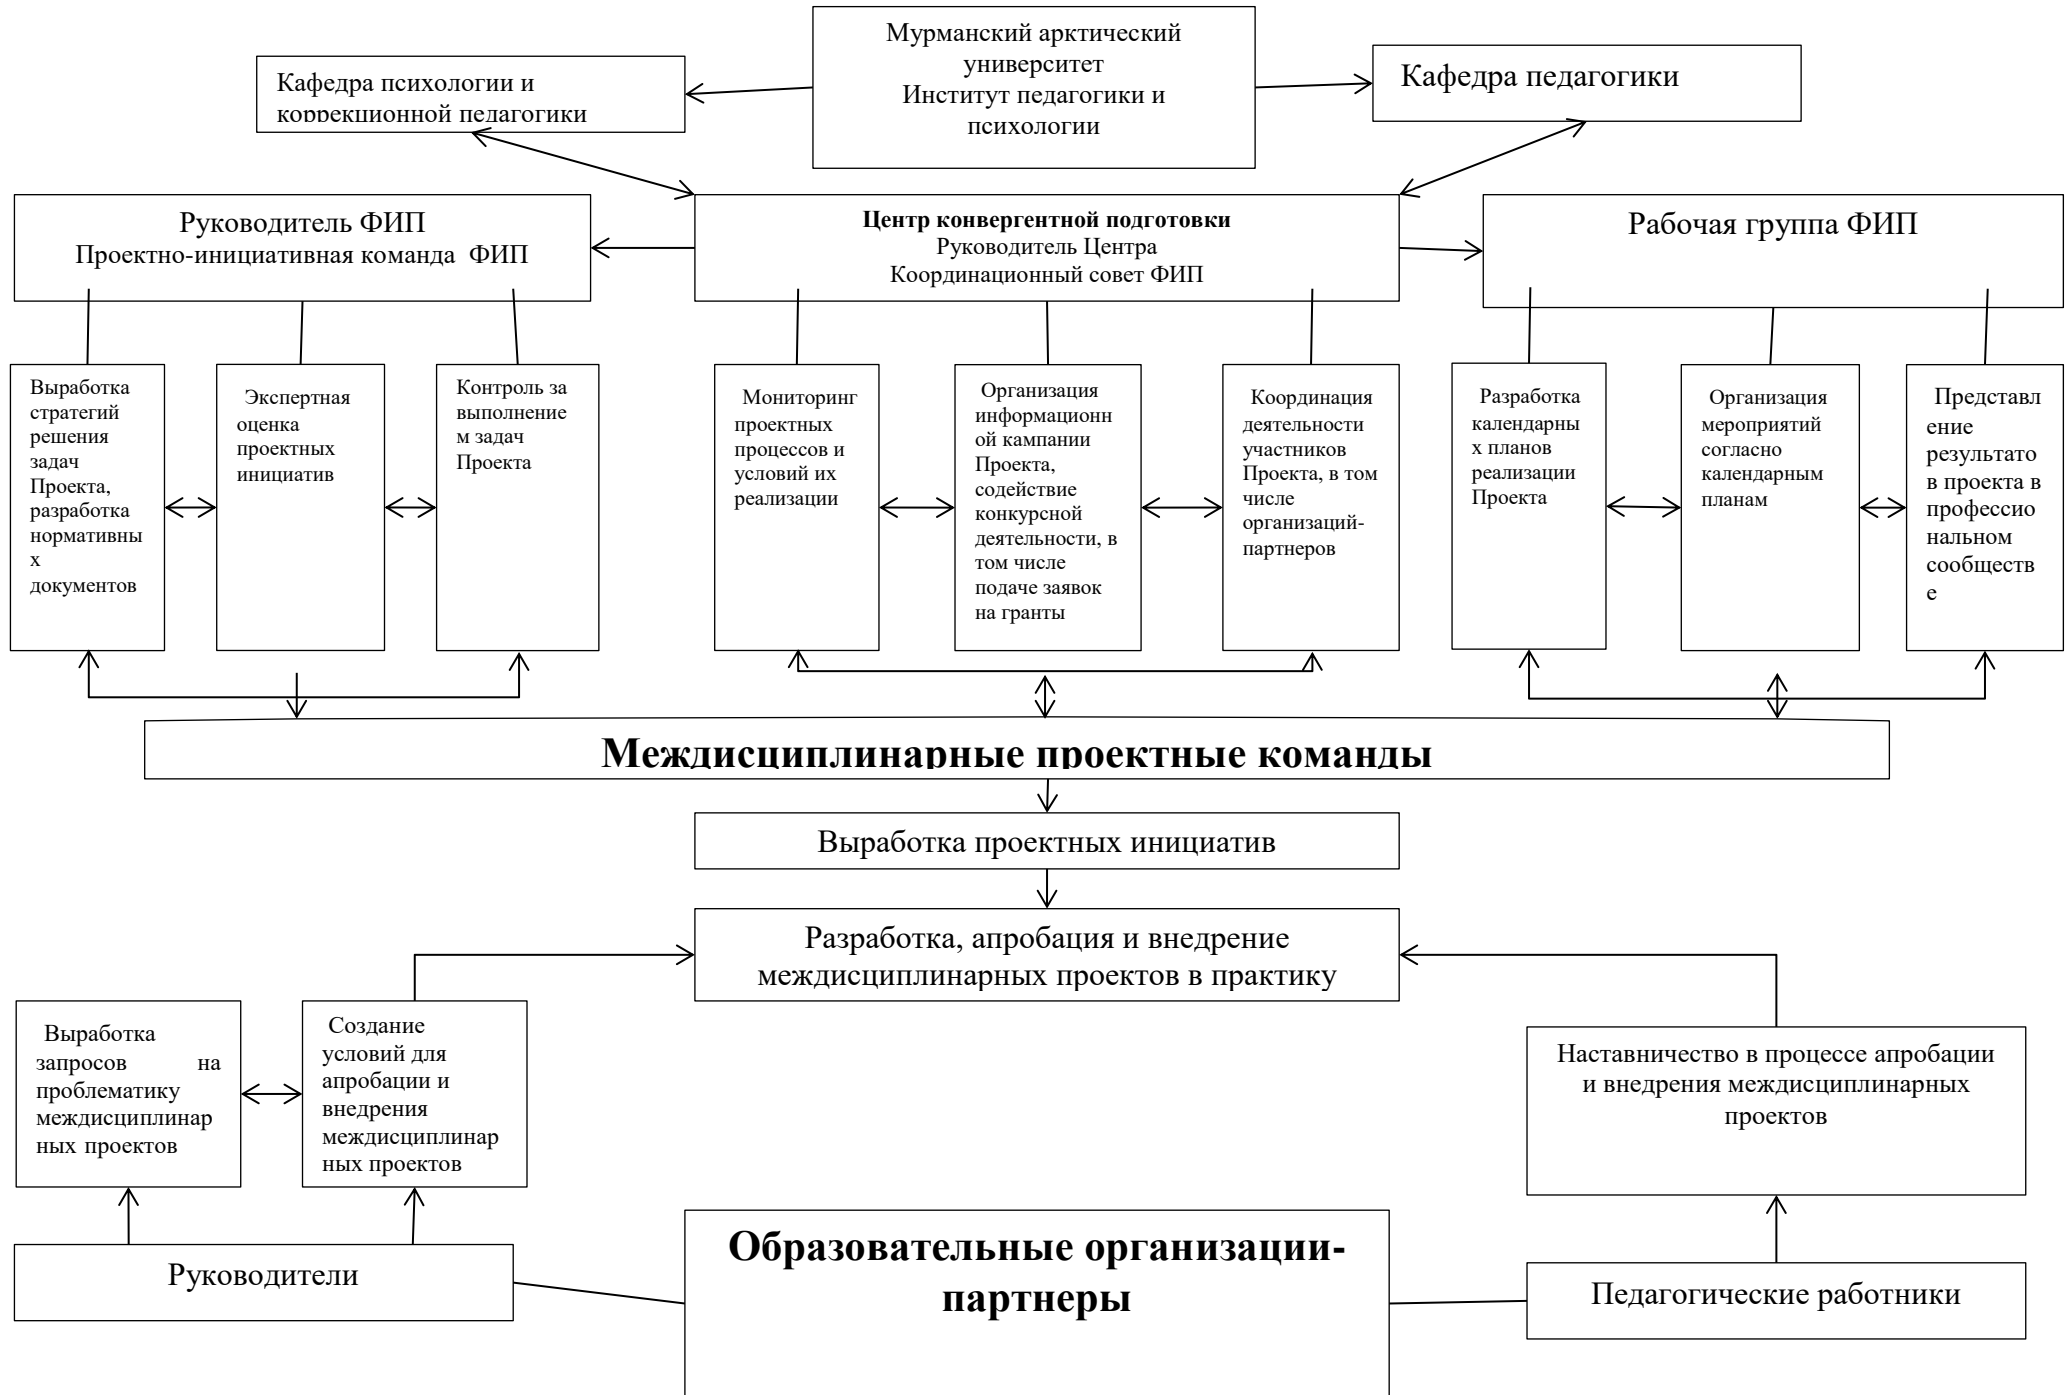 Мурманский арктический
университет
Институт педагогики и
психологии
Кафедра психологии и
коррекционной педагогики
Кафедра педагогики
Руководитель ФИП
Проектно-инициативная команда ФИП
Центр конвергентной подготовки
Руководитель Центра
Координационный совет ФИП
Рабочая группа ФИП
Выработка
стратегий
решения
задач
Проекта,
разработка
нормативны
х
документов
Экспертная
оценка
проектных
инициатив
Контроль за
выполнение
м задач
Проекта
Мониторинг
проектных
процессов и
условий их
реализации
Организация
информационн
ой кампании
Проекта,
содействие
конкурсной
деятельности, в
том числе
подаче заявок
на гранты
Координация
деятельности
участников
Проекта, в том
числе
организаций-
партнеров
Разработка
календарны
х планов
реализации
Проекта
Организация
мероприятий
согласно
календарным
планам
Представл
ение
результато
в проекта в
профессио
нальном
сообществ
е
Междисциплинарные проектные команды
Выработка проектных инициатив
Разработка, апробация и внедрение
междисциплинарных проектов в практику
Выработка
запросов на
проблематику
междисциплинар
ных проектов
Создание
условий для
апробации и
внедрения
междисциплинар
ных проектов
Наставничество в процессе апробации
и внедрения междисциплинарных
проектов
Руководители
Образовательные организации-
партнеры
Педагогические работники